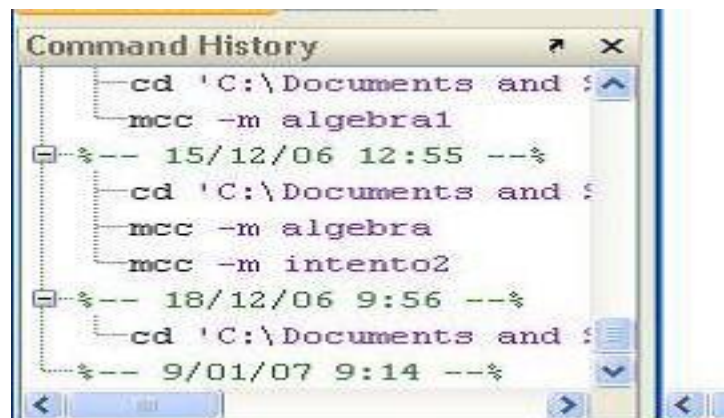 Command History
cd 'C:\Documents and
mcc -m algebra1
%-- 15/12/06 12:55 --%
cd 'C:\Documents and
mcc -m algebra
mcc -m intento2
%-- 18/12/06 9:56 --%
cd 'C:\Documents and
%-- 9/01/07 9:14 --%